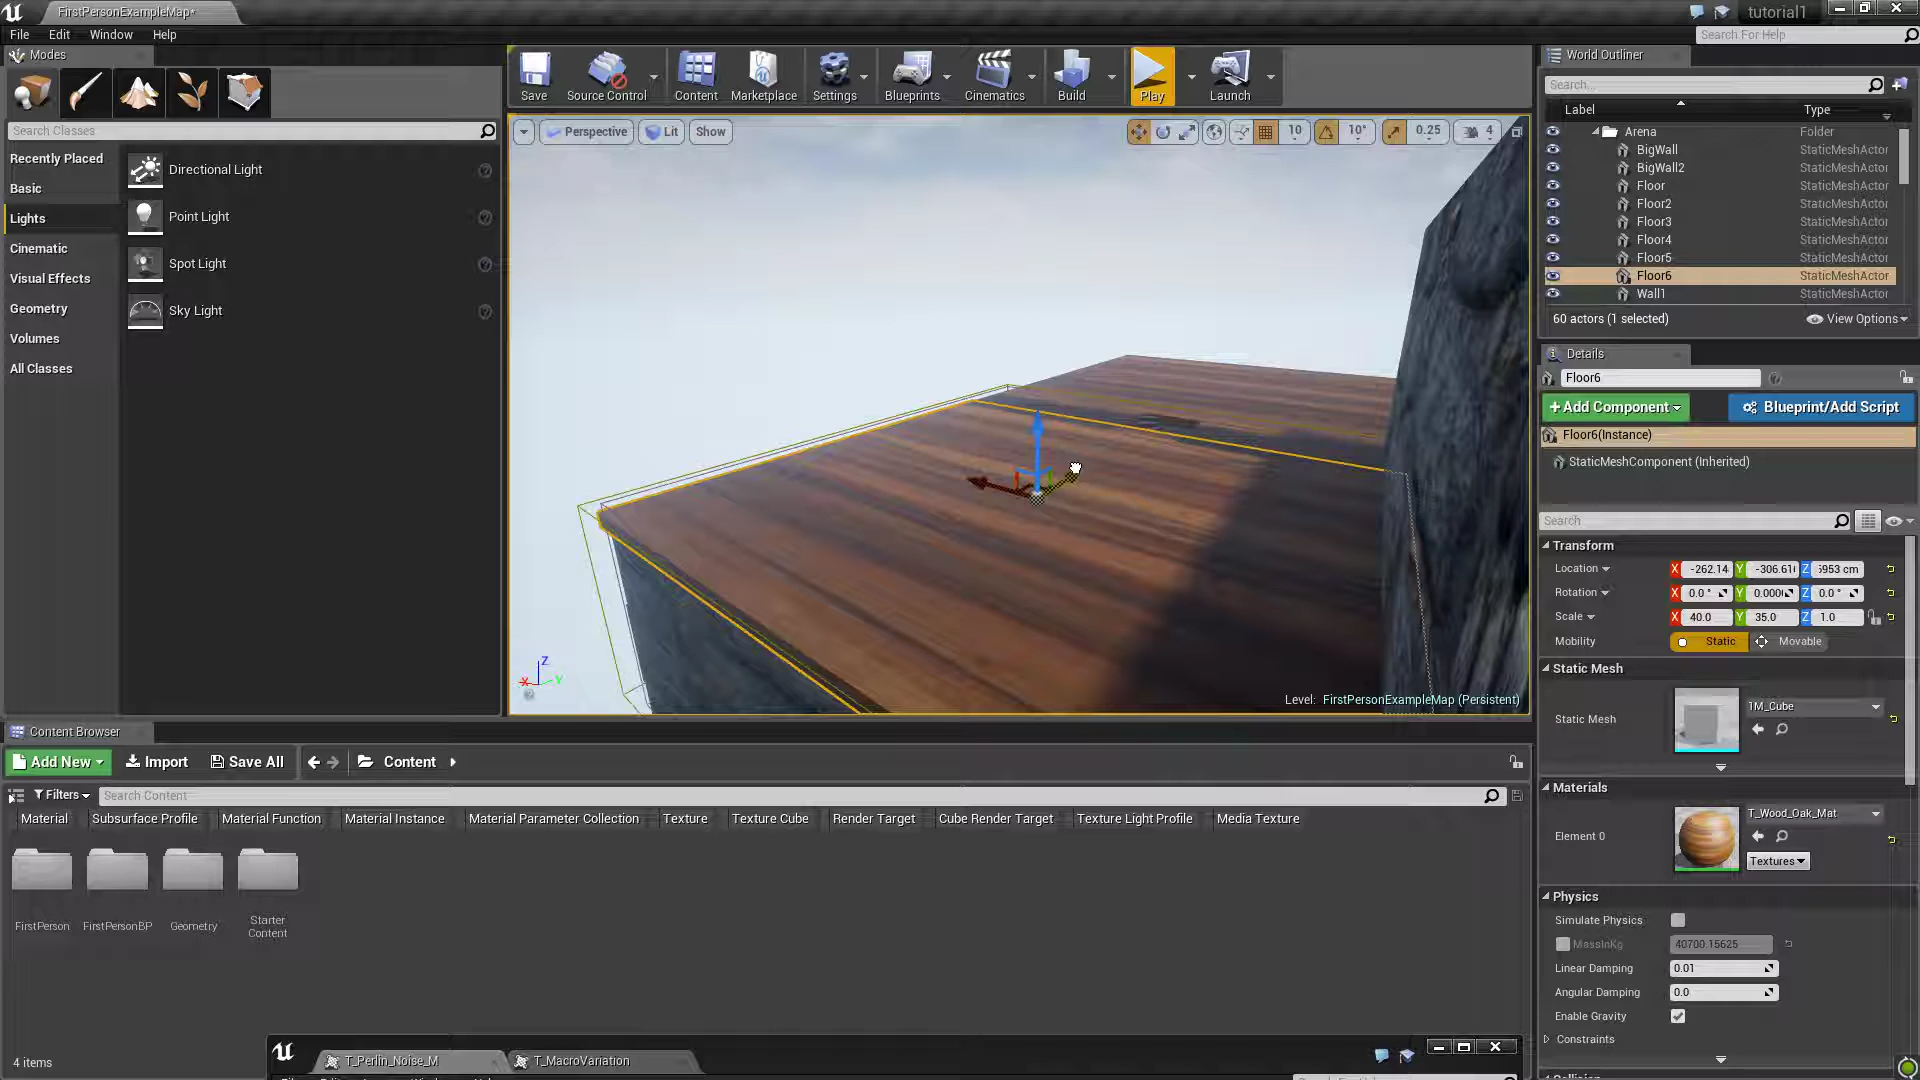 FirstPersonExampleMap*
tutorial1
File Edit Window Help
Search For Help
Modes
Save Source Control Content Marketplace Settings Blueprints Cinematics Build Play Launch
World Outliner
Search...
Label Type
Search Classes
Recently Placed
Basic
Lights
Cinematic
Visual Effects
Geometry
Volumes
All Classes
Directional Light
Point Light
Spot Light
Sky Light
Perspective Lit Show 10 10° 0.25 4
Arena Folder
BigWall StaticMeshActor
BigWall2 StaticMeshActor
Floor StaticMeshActor
Floor2 StaticMeshActor
Floor3 StaticMeshActor
Floor4 StaticMeshActor
Floor5 StaticMeshActor
Floor6 StaticMeshActor
Wall1 StaticMeshActor
60 actors (1 selected) View Options
Details
Floor6
+Add Component Blueprint/Add Script
Floor6(Instance)
StaticMeshComponent (Inherited)
Search
Transform
Location X -262.14 Y -306.61 Z 5953 cm
Rotation X 0.0 ° Y 0.000 Z 0.0 °
Scale X 40.0 Y 35.0 Z 1.0
Mobility Static Movable
Static Mesh
Static Mesh 1M_Cube
Materials
Element 0 T_Wood_Oak_Mat
Textures
Physics
Simulate Physics
MassInKg 40700.15625
Linear Damping 0.01
Angular Damping 0.0
Enable Gravity
Constraints
Z
X Y
Level: FirstPersonExampleMap (Persistent)
Content Browser
Add New Import Save All Content
Filters Search Content
Material Subsurface Profile Material Function Material Instance Material Parameter Collection Texture Texture Cube Render Target Cube Render Target Texture Light Profile Media Texture
FirstPerson FirstPersonBP Geometry Starter Content
4 items
T_Perlin_Noise_M T_MacroVariation